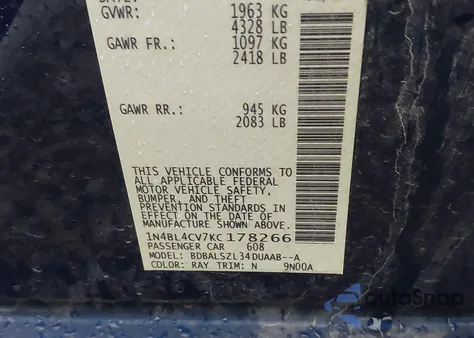 GVWR: 1963 KG
4328 LB
GAWR FR.: 1097 KG
2418 LB
GAWR RR.: 945 KG
2083 LB
THIS VEHICLE CONFORMS TO
ALL APPLICABLE FEDERAL
MOTOR VEHICLE SAFETY,
BUMPER, AND THEFT
PREVENTION STANDARDS IN
EFFECT ON THE DATE OF
MANUFACTURE SHOWN ABOVE.
1N4BL4CV7KC178266
PASSENGER CAR 608
MODEL: BDBALSZL34DUAAB--A
COLOR: RAY TRIM: N 9N00A
autoSnap